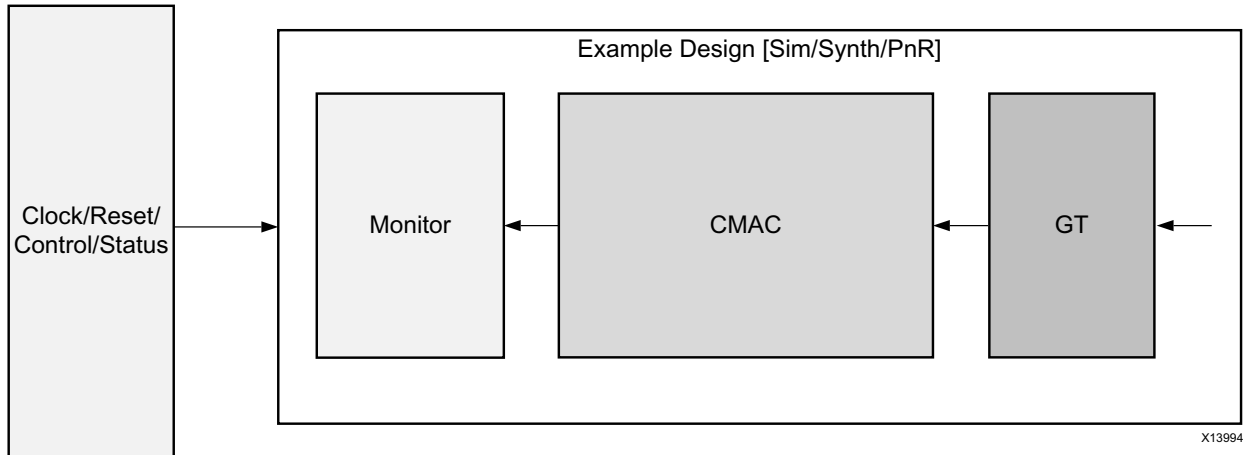 Example Design [Sim/Synth/PnR]
Clock/Reset/
Control/Status
Monitor
CMAC
GT
X13994